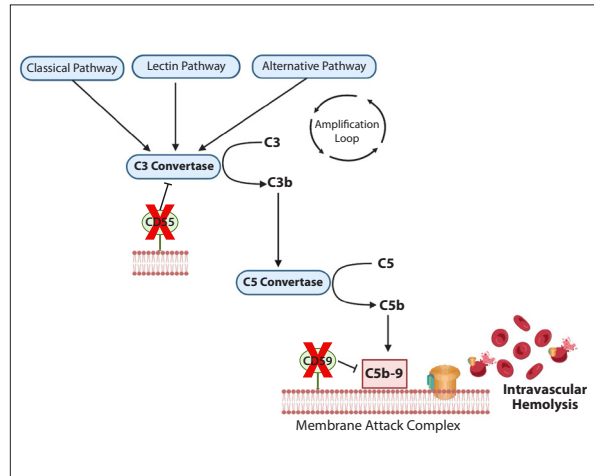 Classical Pathway
Lectin Pathway
Alternative Pathway
Amplification
Loop
C3 Convertase
C3
C3b
CD55
C5 Convertase
C5
C5b
CD59
C5b-9
Intravascular
Hemolysis
Membrane Attack Complex